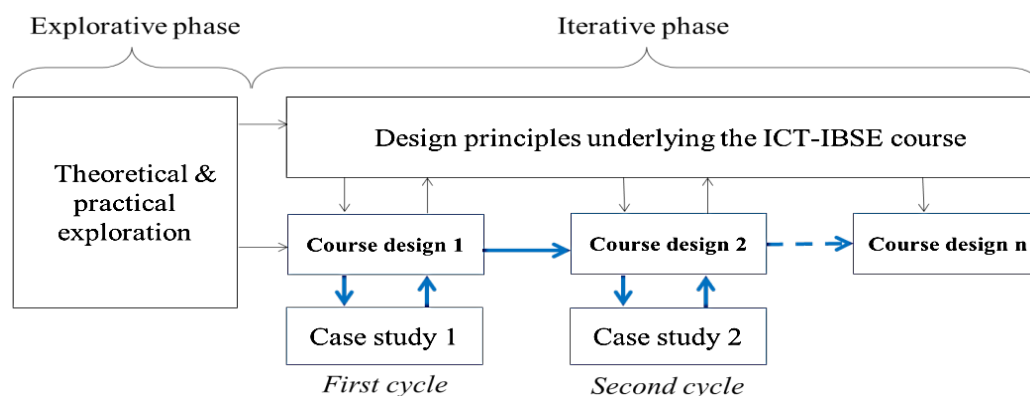 Explorative phase
Iterative phase
Theoretical &
practical
exploration
Design principles underlying the ICT-IBSE course
Course design 1
Course design 2
Course design n
Case study 1
Case study 2
First cycle
Second cycle